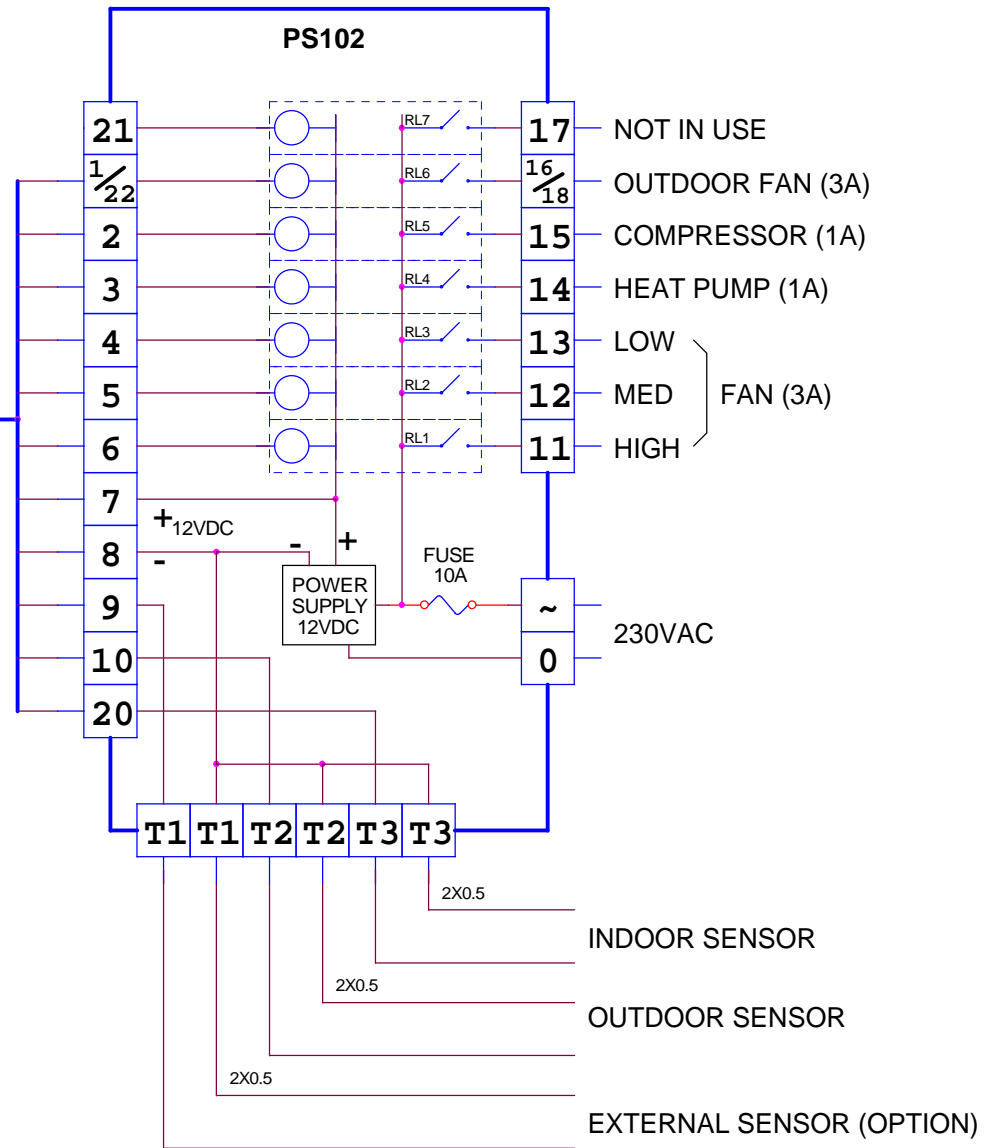 PS102
21 RL7 17 NOT IN USE
1/22 RL6 16/18 OUTDOOR FAN (3A)
2 RL5 15 COMPRESSOR (1A)
3 RL4 14 HEAT PUMP (1A)
4 RL3 13 LOW
5 RL2 12 MED FAN (3A)
6 RL1 11 HIGH
7
+ 12VDC
8 - - +
FUSE
10A
POWER
SUPPLY
12VDC
9 ~
230VAC
10 0
20
T1 T1 T2 T2 T3 T3
2X0.5
INDOOR SENSOR
2X0.5
OUTDOOR SENSOR
2X0.5
EXTERNAL SENSOR (OPTION)